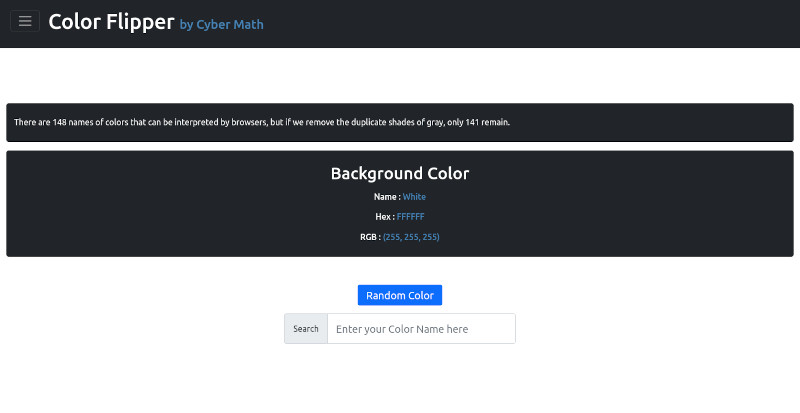 Color Flipper by Cyber Math
There are 148 names of colors that can be interpreted by browsers, but if we remove the duplicate shades of gray, only 141 remain.
Background Color
Name : White
Hex : FFFFFF
RGB : (255, 255, 255)
Random Color
Search Enter your Color Name here